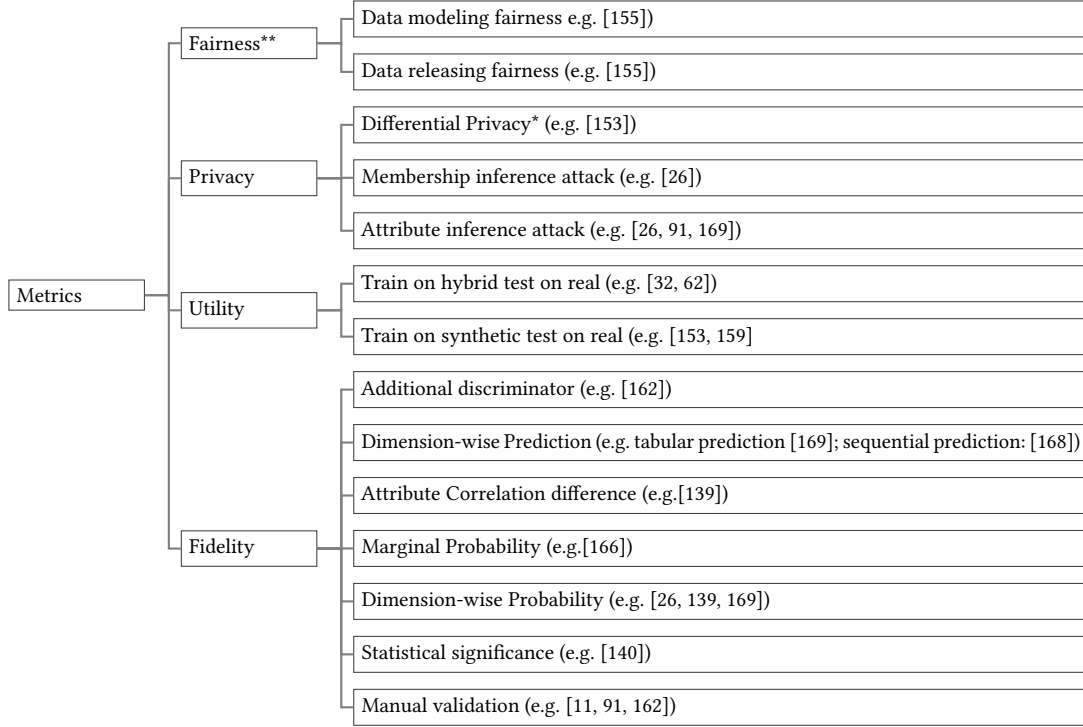 Metrics
Fairness**
Data modeling fairness e.g. [155])
Data releasing fairness (e.g. [155])
Privacy
Differential Privacy* (e.g. [153])
Membership inference attack (e.g. [26])
Attribute inference attack (e.g. [26, 91, 169])
Utility
Train on hybrid test on real (e.g. [32, 62])
Train on synthetic test on real (e.g. [153, 159]
Fidelity
Additional discriminator (e.g. [162])
Dimension-wise Prediction (e.g. tabular prediction [169]; sequential prediction: [168])
Attribute Correlation difference (e.g.[139])
Marginal Probability (e.g.[166])
Dimension-wise Probability (e.g. [26, 139, 169])
Statistical significance (e.g. [140])
Manual validation (e.g. [11, 91, 162])